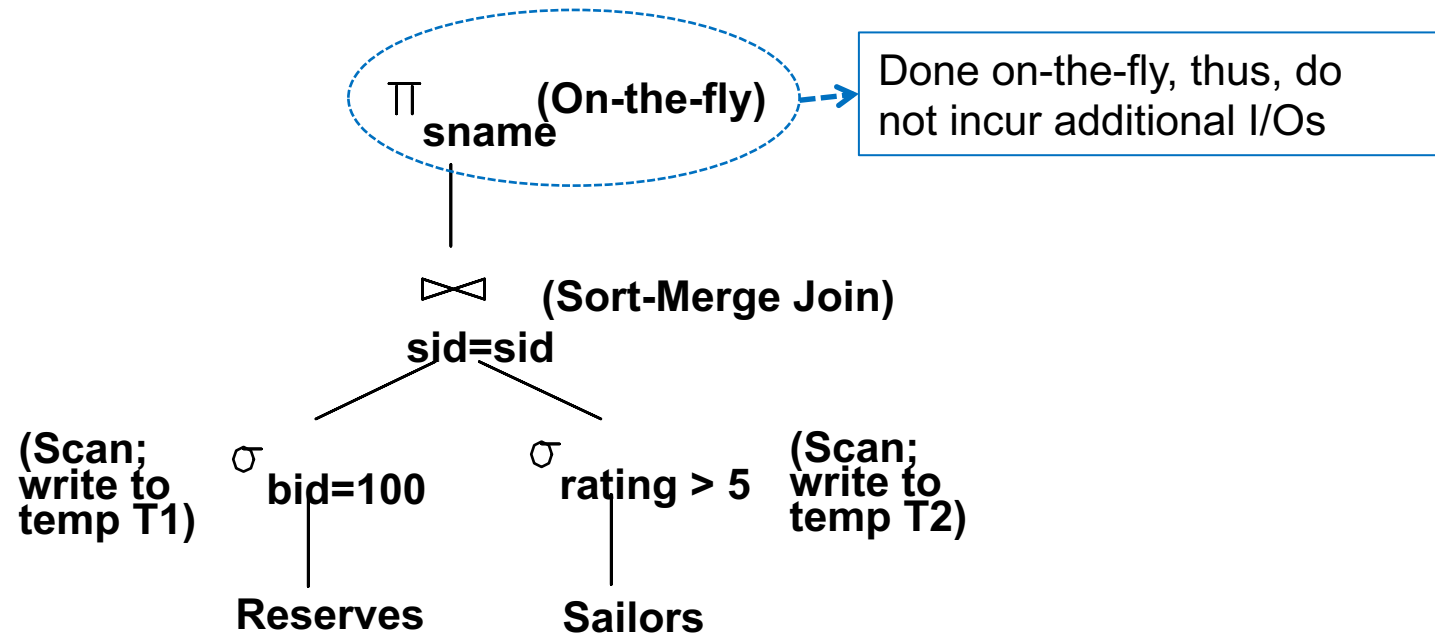 π sname (On-the-fly)
Done on-the-fly, thus, do
not incur additional I/Os
⋈ (Sort-Merge Join)
sid=sid
(Scan;
write to
temp T1)
σ bid=100
σ rating > 5
(Scan;
write to
temp T2)
Reserves
Sailors